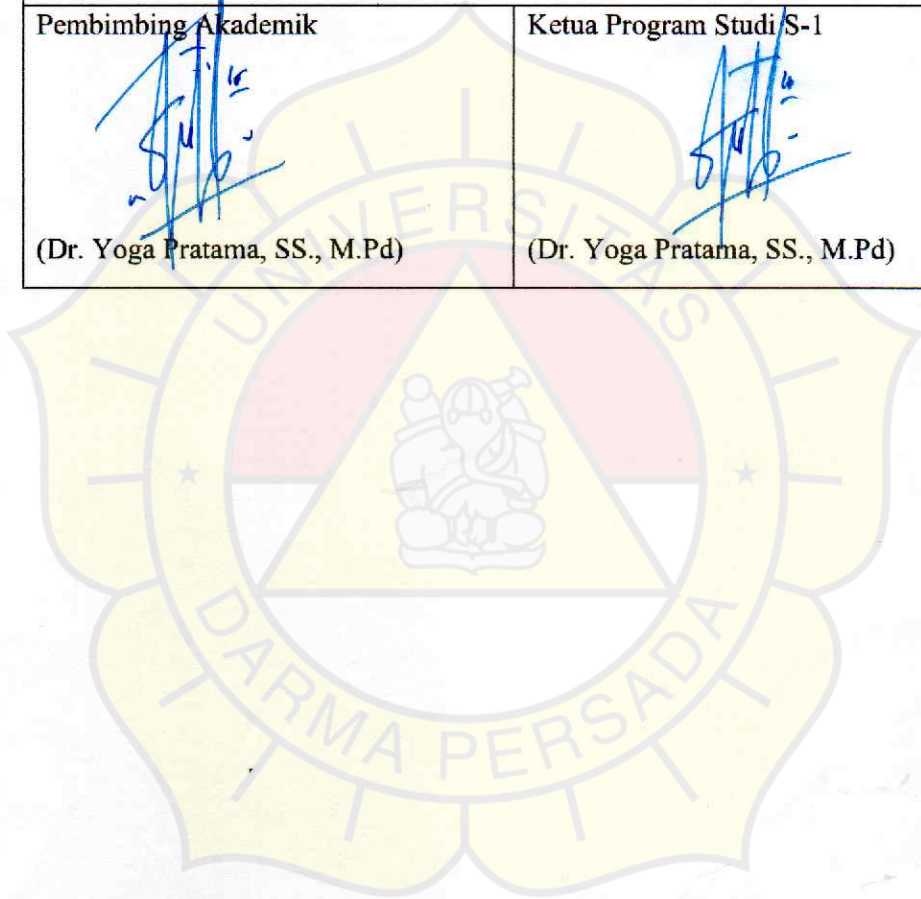 Pembimbing Akademik
(Dr. Yoga Pratama, SS., M.Pd)
Ketua Program Studi S-1
(Dr. Yoga Pratama, SS., M.Pd)
UNIVERSITAS
DARMA PERSADA